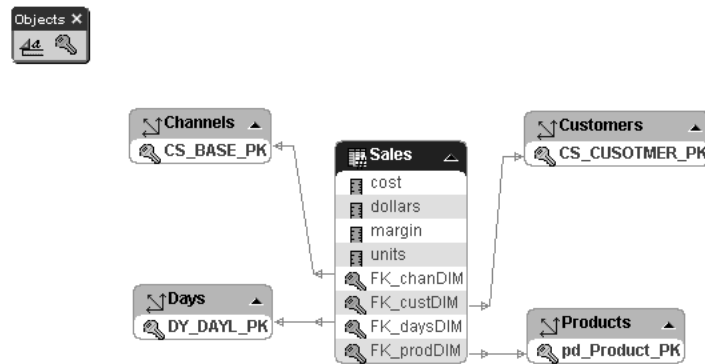 Objects
a
Channels
CS_BASE_PK
Customers
CS_CUSOTMER_PK
Sales
cost
dollars
margin
units
FK_chanDIM
FK_custDIM
FK_daysDIM
FK_prodDIM
Days
DY_DAYL_PK
Products
pd_Product_PK